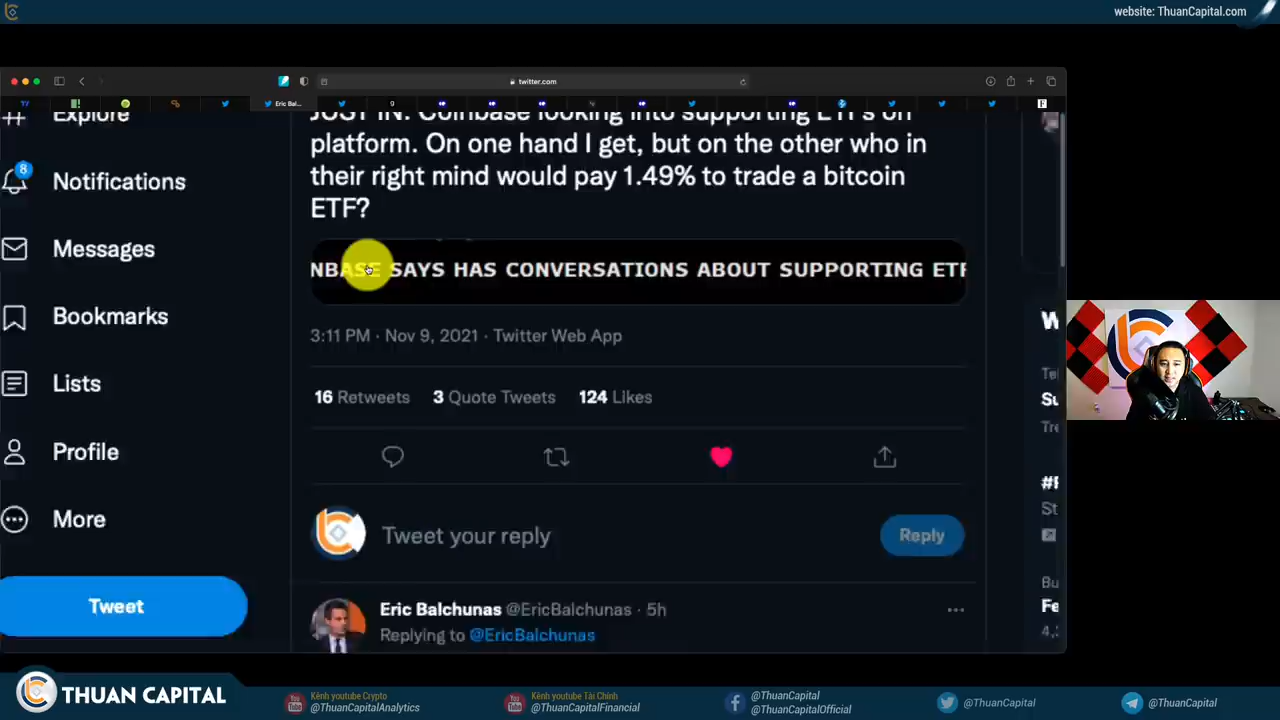 website: ThuanCapital.com
twitter.com
Eric Bal...
Explore
Notifications
8
Messages
Bookmarks
Lists
Profile
More
Tweet
JUST IN: Coinbase looking into supporting ETFs on
platform. On one hand I get, but on the other who in
their right mind would pay 1.49% to trade a bitcoin
ETF?
NBASE SAYS HAS CONVERSATIONS ABOUT SUPPORTING ETF
3:11 PM · Nov 9, 2021 · Twitter Web App
16 Retweets 3 Quote Tweets 124 Likes
Tweet your reply
Reply
Eric Balchunas @EricBalchunas · 5h
Replying to @EricBalchunas
THUAN CAPITAL
Kênh youtube Crypto
@ThuanCapitalAnalytics
Kênh youtube Tài Chính
@ThuanCapitalFinancial
@ThuanCapital
@ThuanCapitalOfficial
@ThuanCapital
@ThuanCapital